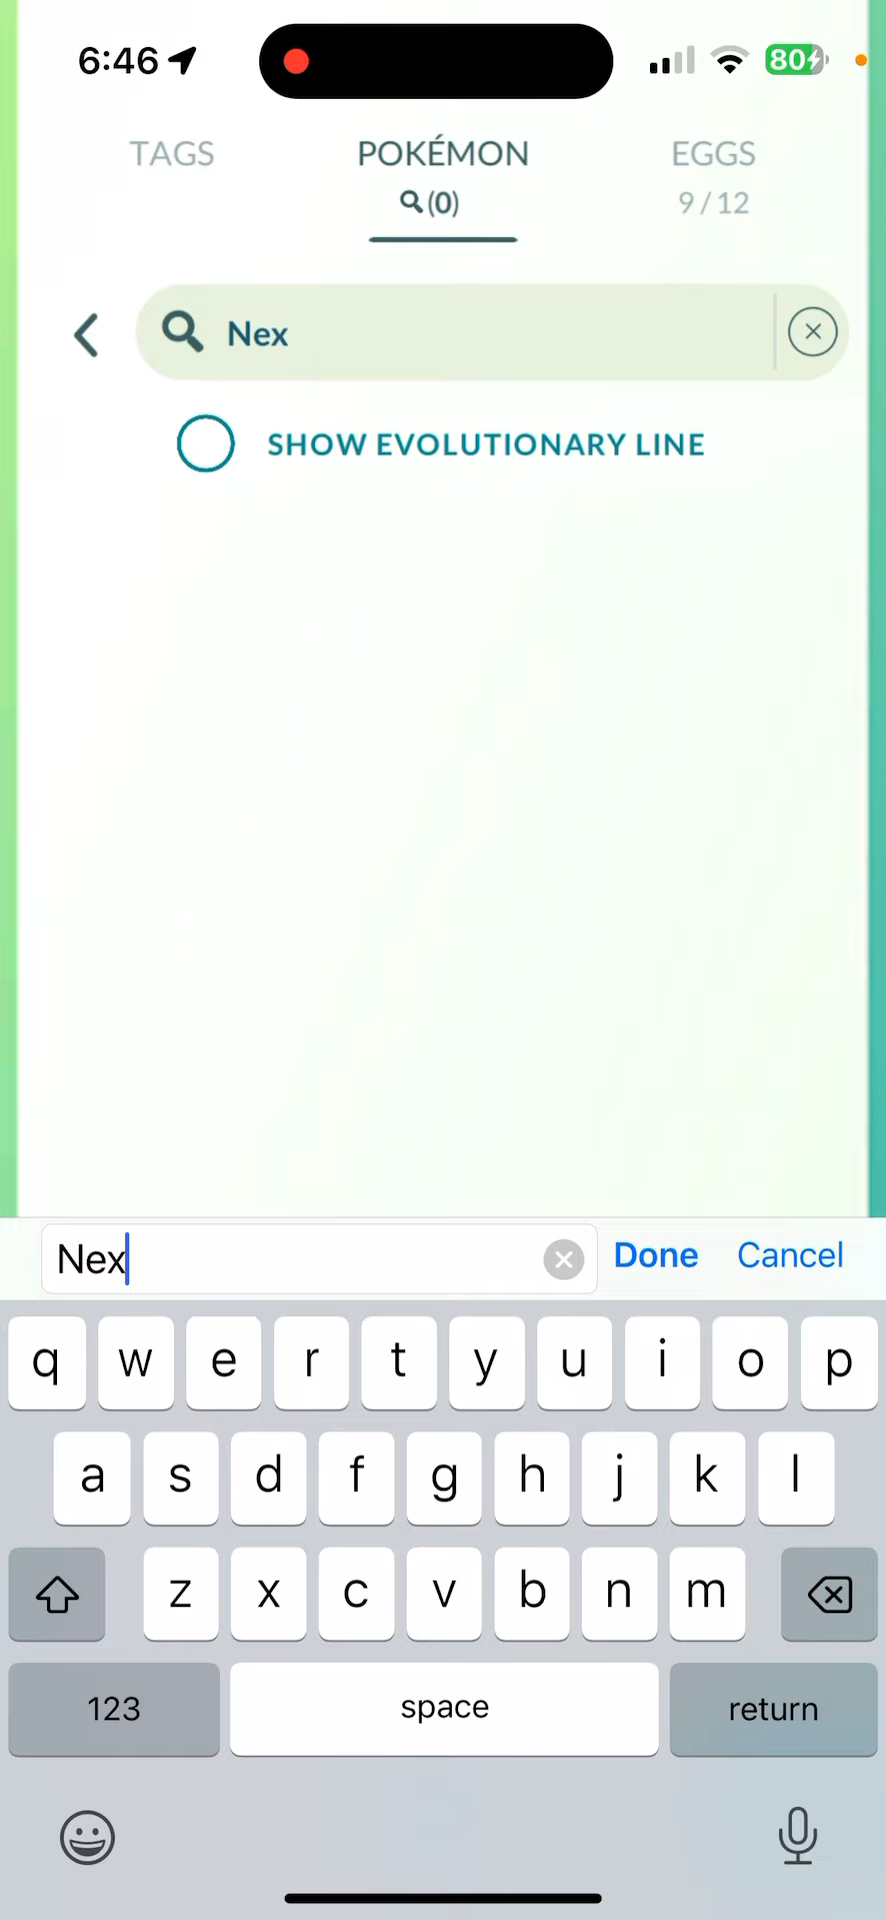 6:46
80
TAGS
POKÉMON
EGGS
(0)
9 / 12
Nex
SHOW EVOLUTIONARY LINE
Nex
Done
Cancel
q w e r t y u i o p
a s d f g h j k l
z x c v b n m
123
space
return